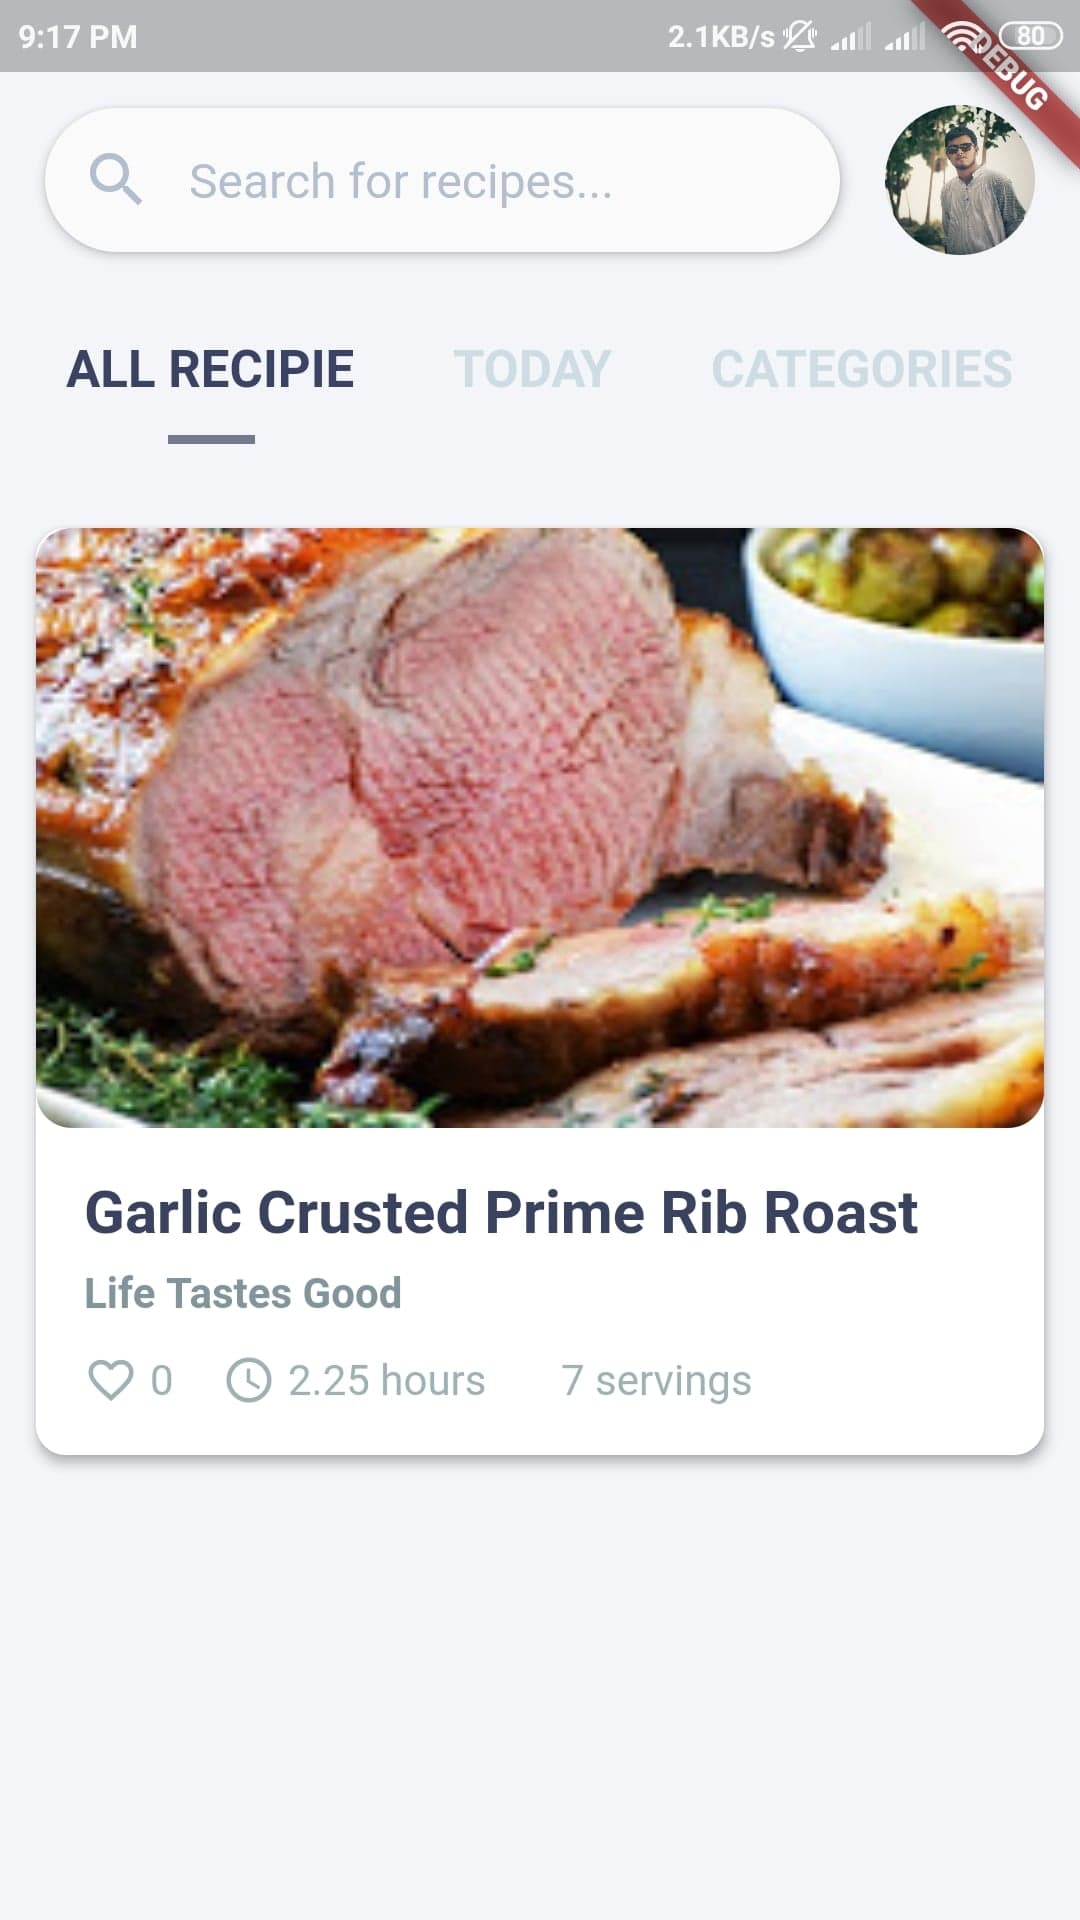 9:17 PM 2.1KB/s 80
DEBUG
Search for recipes...
ALL RECIPIE TODAY CATEGORIES
Garlic Crusted Prime Rib Roast
Life Tastes Good
0 2.25 hours 7 servings